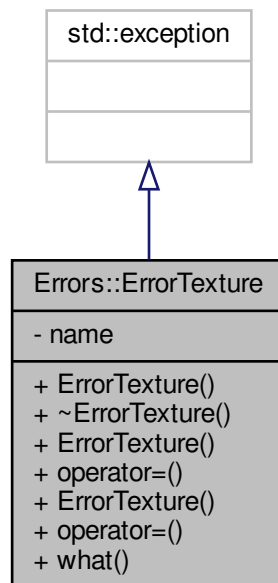 std::exception
Errors::ErrorTexture
- name
+ ErrorTexture()
+ ~ErrorTexture()
+ ErrorTexture()
+ operator=()
+ ErrorTexture()
+ operator=()
+ what()